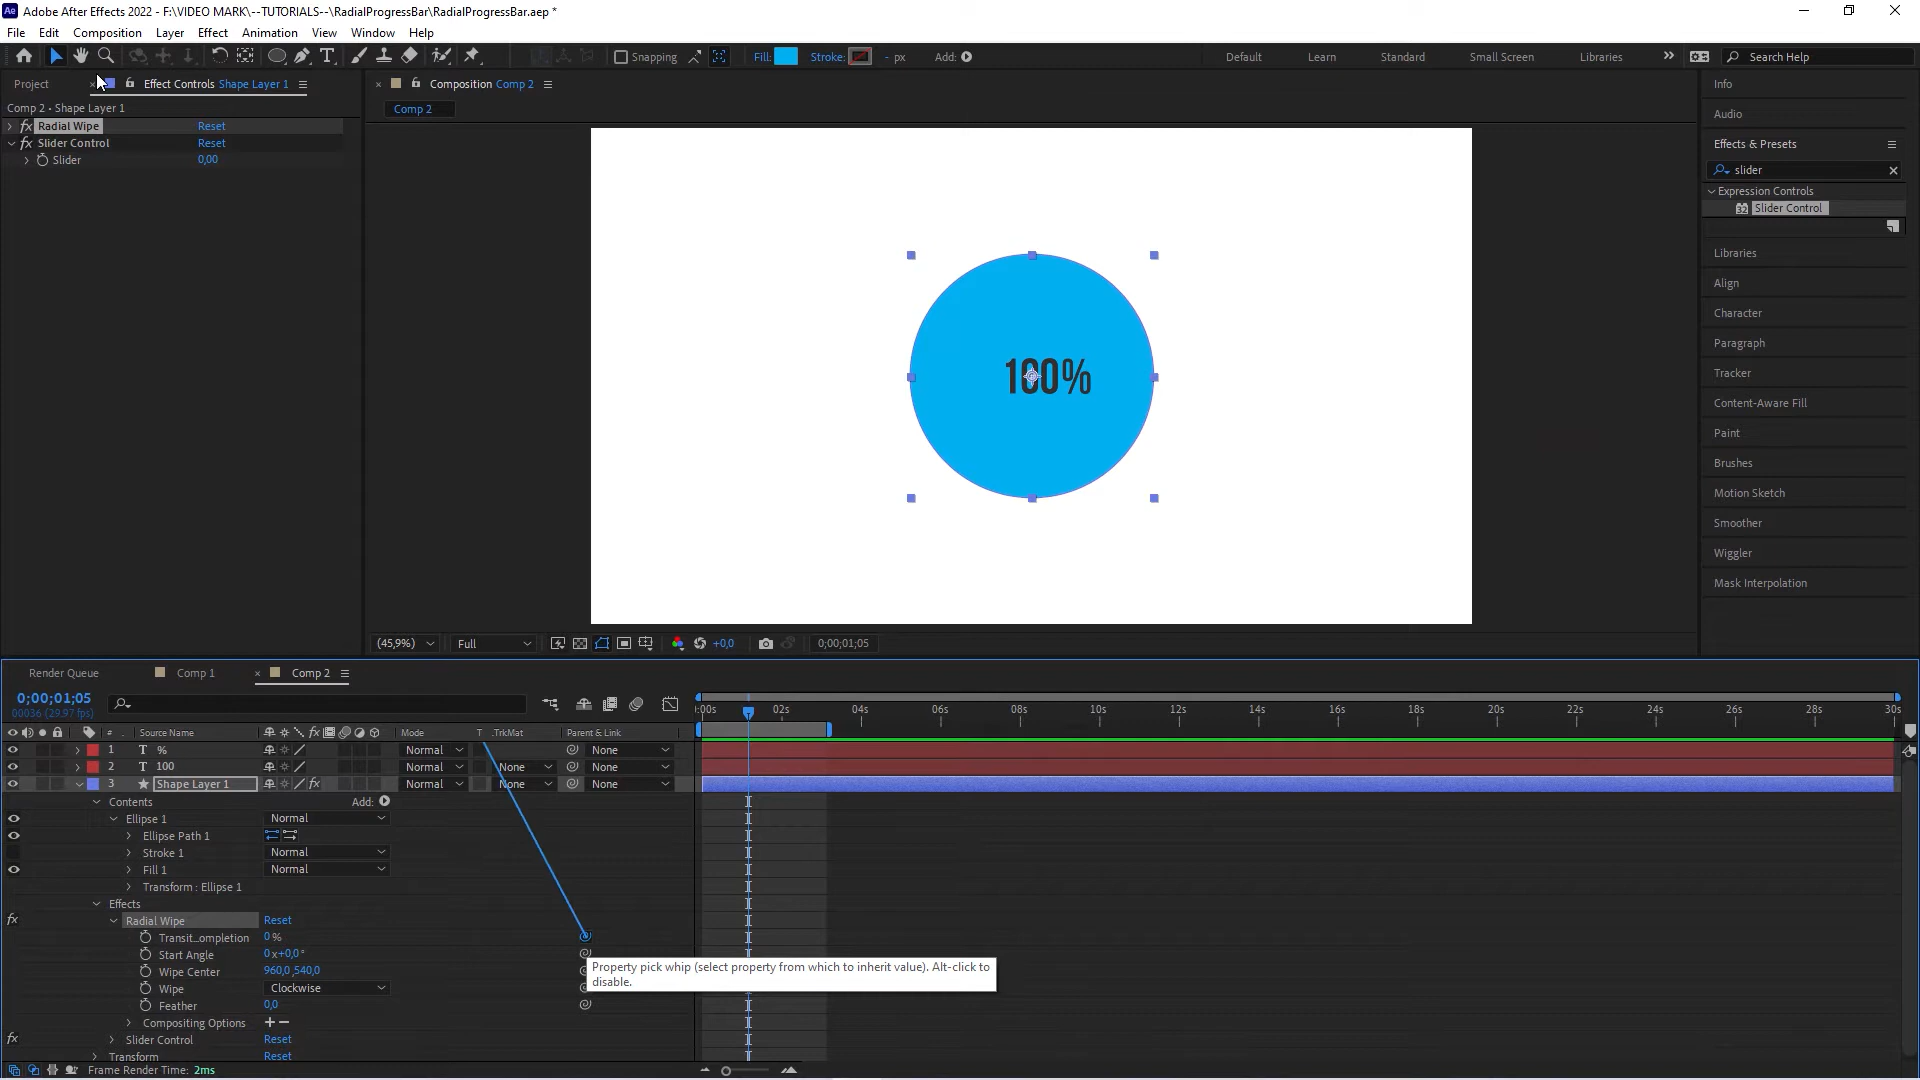 Adobe After Effects 2022 - F:\VIDEO MARK\--TUTORIALS--\RadialProgressBar\RadialProgressBar.aep *
File Edit Composition Layer Effect Animation View Window Help
Snapping Fill: Stroke: - px Add: Default Learn Standard Small Screen Libraries Search Help
Project Effect Controls Shape Layer 1
Comp 2 • Shape Layer 1
fx Radial Wipe Reset
fx Slider Control Reset
Slider 0,00
Composition Comp 2
Comp 2
100%
(45,9%) Full +0,0 0;00;01;05
Info
Audio
Effects & Presets
slider
Expression Controls
32 Slider Control
Libraries
Align
Character
Paragraph
Tracker
Content-Aware Fill
Paint
Brushes
Motion Sketch
Smoother
Wiggler
Mask Interpolation
Render Queue Comp 1 Comp 2
0;00;01;05
00036 (29.97 fps)
:00s 02s 04s 06s 08s 10s 12s 14s 16s 18s 20s 22s 24s 26s 28s 30s
# Source Name Mode T .TrkMat Parent & Link
1 T % Normal None
2 T 100 Normal None None
3 Shape Layer 1 fx Normal None None
Contents Add:
Ellipse 1 Normal
Ellipse Path 1
Stroke 1 Normal
Fill 1 Normal
Transform : Ellipse 1
Effects
fx Radial Wipe Reset
Transit...ompletion 0 %
Start Angle 0 x+0,0 °
Wipe Center 960,0 ,540,0
Wipe Clockwise
Feather 0,0
Compositing Options + −
fx Slider Control Reset
Transform Reset
Property pick whip (select property from which to inherit value). Alt-click to
disable.
Frame Render Time: 2ms